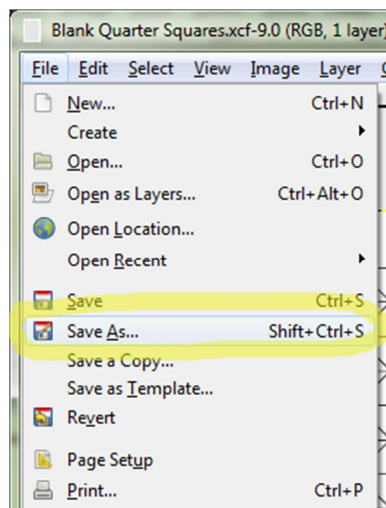 Blank Quarter Squares.xcf-9.0 (RGB, 1 layer)
File Edit Select View Image Layer
New... Ctrl+N
Create
Open... Ctrl+O
Open as Layers... Ctrl+Alt+O
Open Location...
Open Recent
Save Ctrl+S
Save As... Shift+Ctrl+S
Save a Copy...
Save as Template...
Revert
Page Setup
Print... Ctrl+P